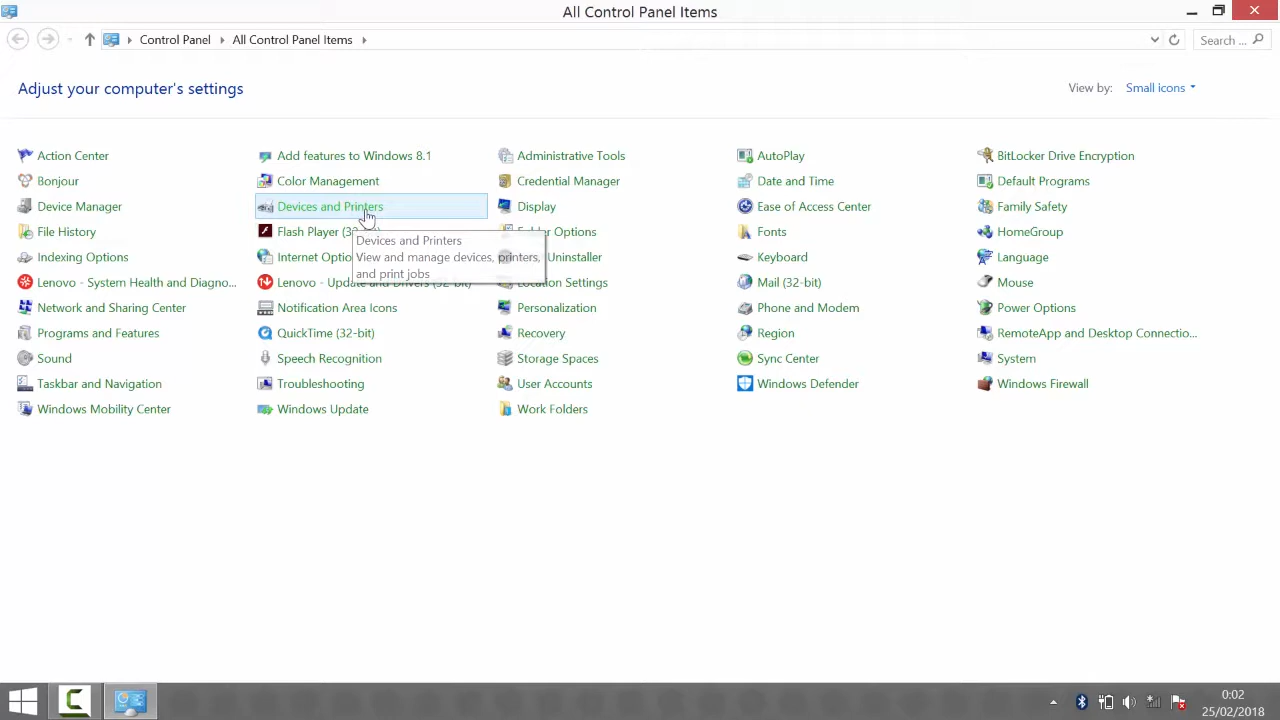 All Control Panel Items
Control Panel All Control Panel Items
Search ...
Adjust your computer's settings
View by: Small icons
Action Center
Add features to Windows 8.1
Administrative Tools
AutoPlay
BitLocker Drive Encryption
Bonjour
Color Management
Credential Manager
Date and Time
Default Programs
Device Manager
Devices and Printers
Display
Ease of Access Center
Family Safety
File History
Flash Player
Options
Fonts
HomeGroup
Devices and Printers
View and manage devices, printers,
and print jobs
Indexing Options
Internet
Uninstaller
Keyboard
Language
Lenovo - System Health and Diagno...
Lenovo - Update and Drivers (32-bit)
Location Settings
Mail (32-bit)
Mouse
Network and Sharing Center
Notification Area Icons
Personalization
Phone and Modem
Power Options
Programs and Features
QuickTime (32-bit)
Recovery
Region
RemoteApp and Desktop Connectio...
Sound
Speech Recognition
Storage Spaces
Sync Center
System
Taskbar and Navigation
Troubleshooting
User Accounts
Windows Defender
Windows Firewall
Windows Mobility Center
Windows Update
Work Folders
0:02
25/02/2018